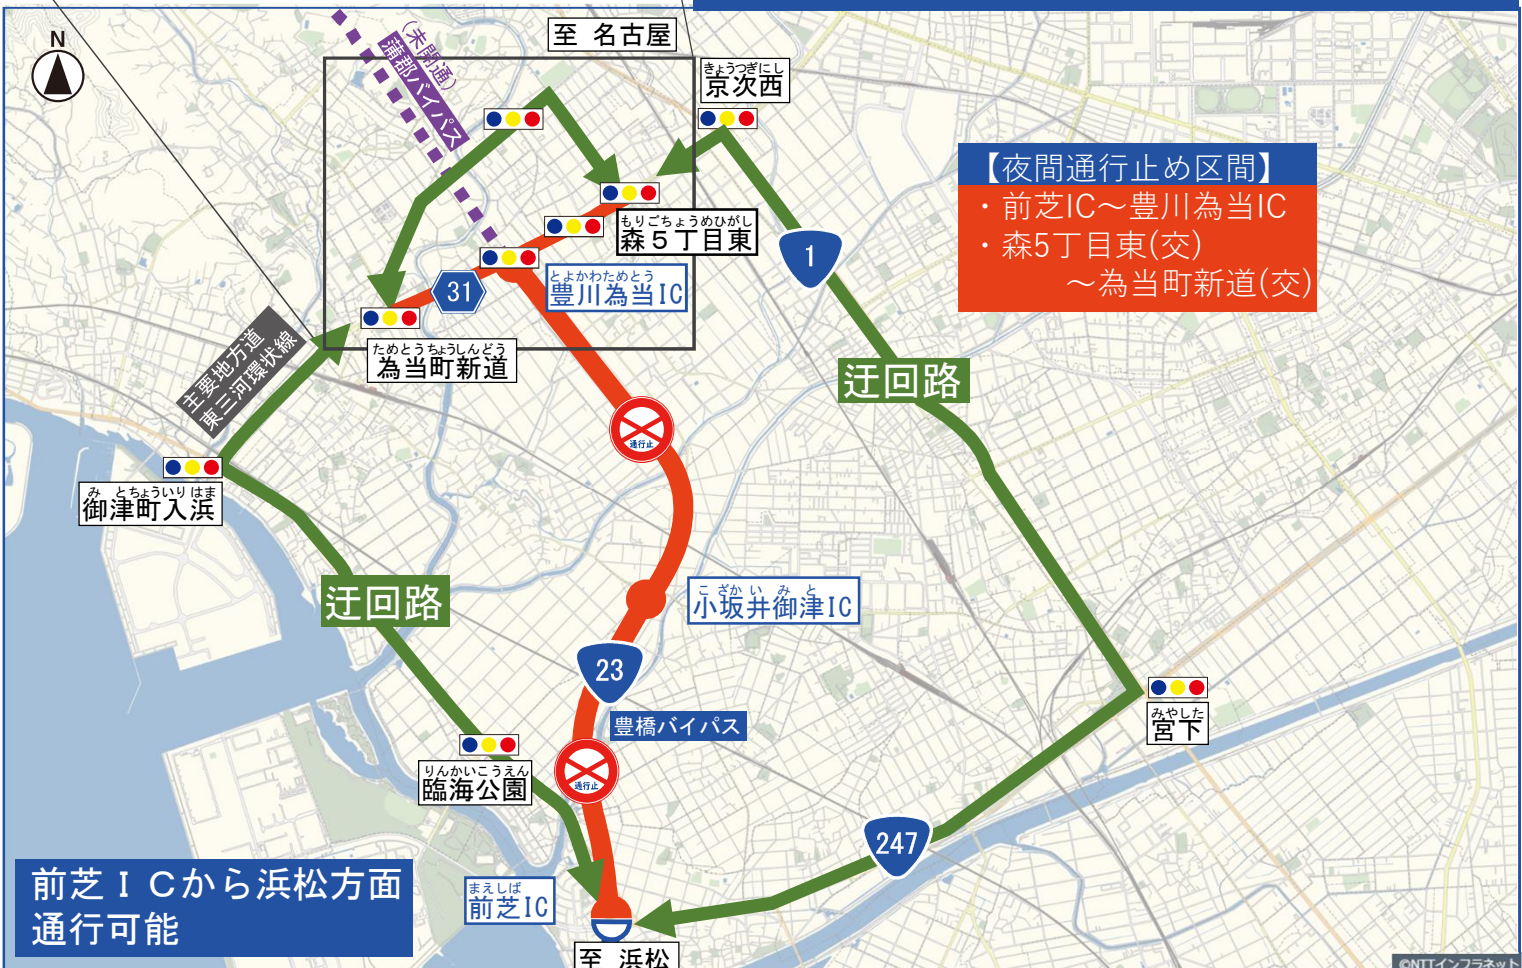 N
(未開通)
蒲郡バイパス
至 名古屋
きょうつぎにし
京次西
【夜間通行止め区間】
・前芝IC～豊川為当IC
・森5丁目東(交)
～為当町新道(交)
もりごちょうめひがし
森５丁目東
1
とよかわためとう
豊川為当IC
31
ためとうちょうしんどう
為当町新道
主要地方道
東三河環状線
迂回路
通行止
み とちょういりはま
御津町入浜
迂回路
こ ざかい み と
小坂井御津IC
23
豊橋バイパス
みやした
宮下
りんかいこうえん
臨海公園
通行止
247
前芝ＩＣから浜松方面
通行可能
まえしば
前芝IC
至 浜松
©NTTインフラネット